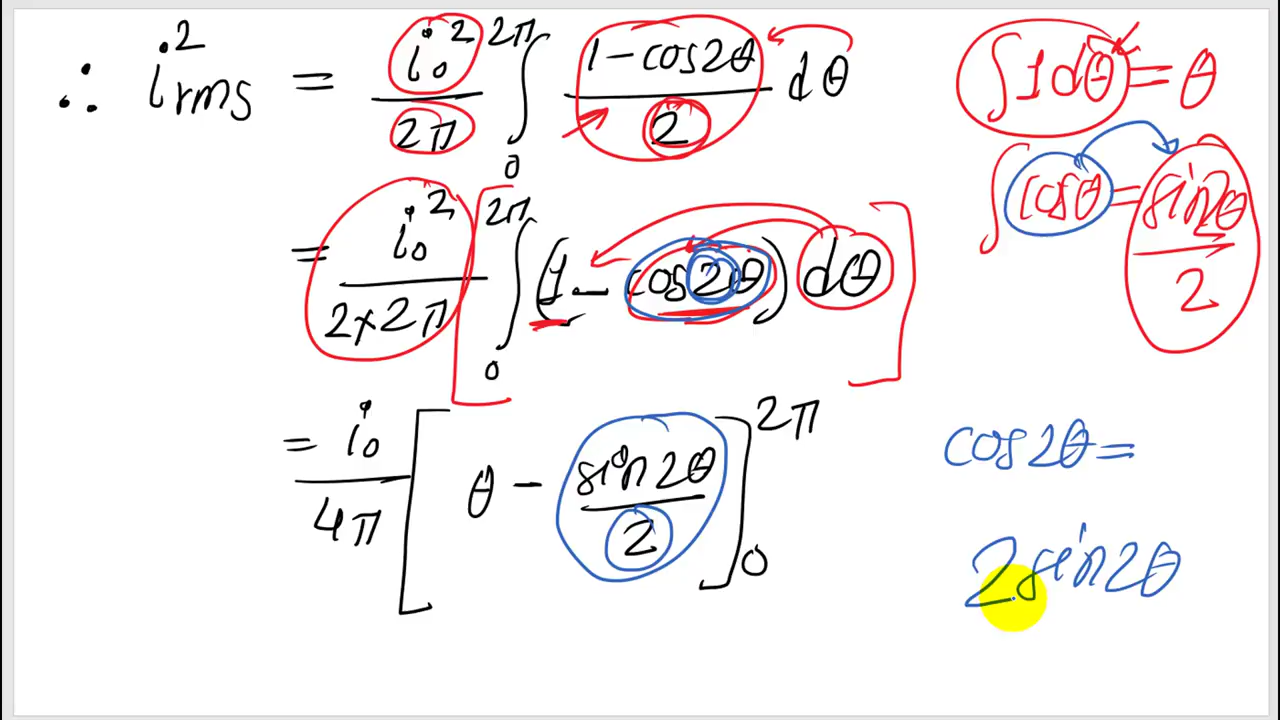 ∴ i²rms = i₀²/2π ∫₀^2π (1-cos2θ)/2 dθ
∫1dθ = θ
∫cosθ = sin2θ/2
= i₀²/(2×2π) [∫₀^2π (1 - cos2θ) dθ]
= i₀/4π [θ - sin2θ/2]₀^2π
cos2θ =
2sin2θ